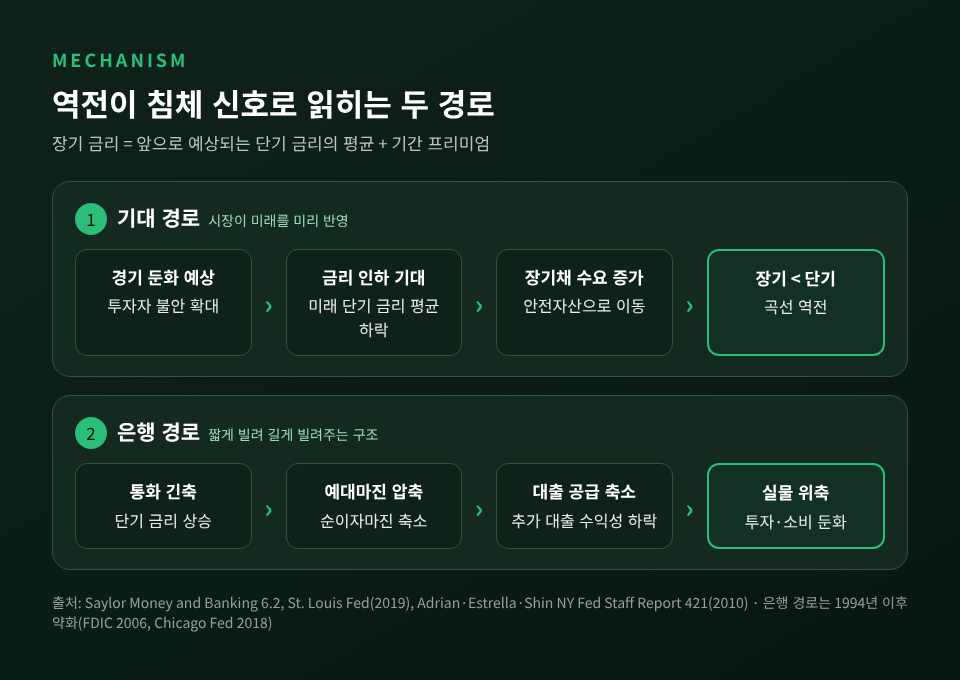 MECHANISM
역전이 침체 신호로 읽히는 두 경로
장기 금리 = 앞으로 예상되는 단기 금리의 평균 + 기간 프리미엄
1 기대 경로 시장이 미래를 미리 반영
경기 둔화 예상
투자자 불안 확대
›
금리 인하 기대
미래 단기 금리 평균
하락
›
장기채 수요 증가
안전자산으로 이동
›
장기 < 단기
곡선 역전
2 은행 경로 짧게 빌려 길게 빌려주는 구조
통화 긴축
단기 금리 상승
›
예대마진 압축
순이자마진 축소
›
대출 공급 축소
추가 대출 수익성 하락
›
실물 위축
투자·소비 둔화
출처: Saylor Money and Banking 6.2, St. Louis Fed(2019), Adrian·Estrella·Shin NY Fed Staff Report 421(2010) · 은행 경로는 1994년 이후
약화(FDIC 2006, Chicago Fed 2018)